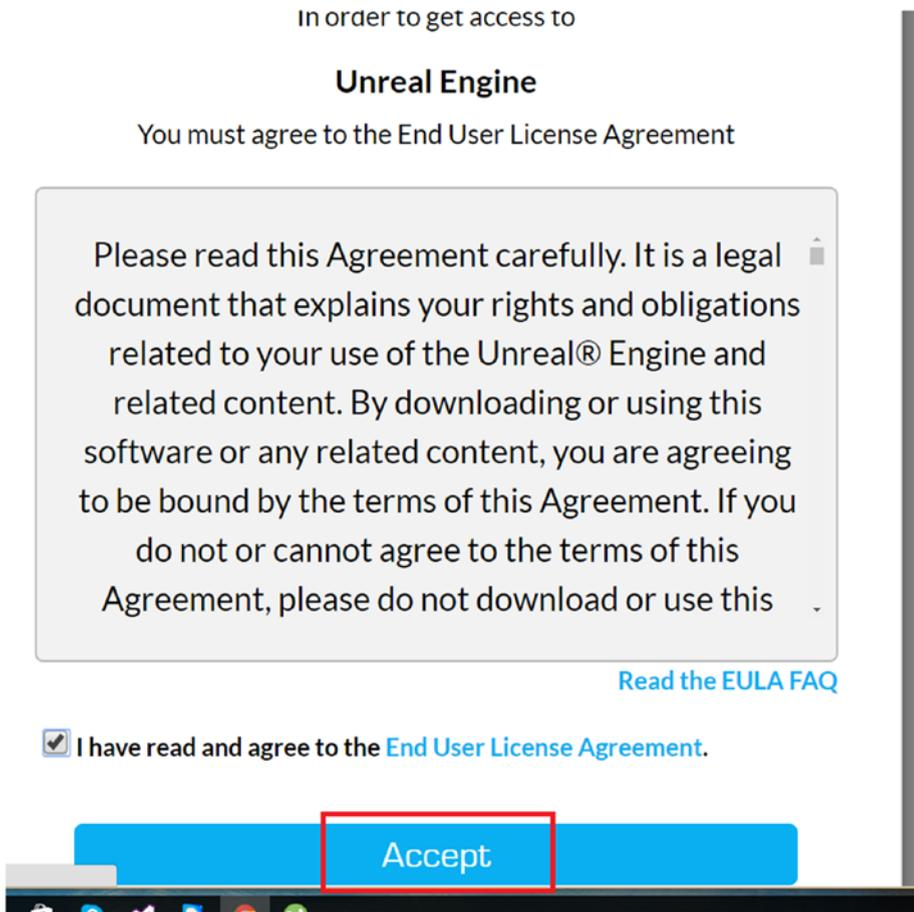 In order to get access to
Unreal Engine
You must agree to the End User License Agreement
Please read this Agreement carefully. It is a legal
document that explains your rights and obligations
related to your use of the Unreal® Engine and
related content. By downloading or using this
software or any related content, you are agreeing
to be bound by the terms of this Agreement. If you
do not or cannot agree to the terms of this
Agreement, please do not download or use this
Read the EULA FAQ
I have read and agree to the End User License Agreement.
Accept